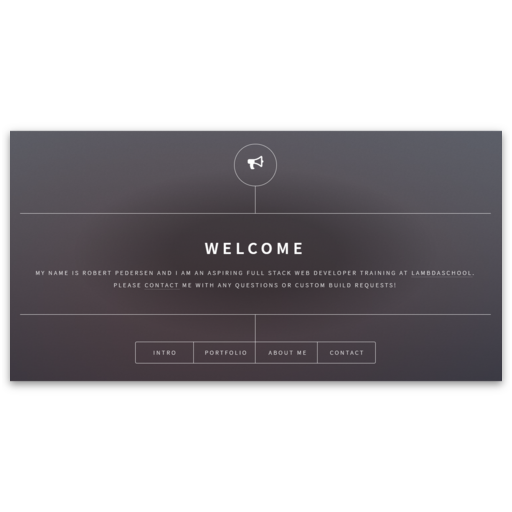 WELCOME
MY NAME IS ROBERT PEDERSEN AND I AM AN ASPIRING FULL STACK WEB DEVELOPER TRAINING AT LAMBDASCHOOL.
PLEASE CONTACT ME WITH ANY QUESTIONS OR CUSTOM BUILD REQUESTS!
INTRO PORTFOLIO ABOUT ME CONTACT